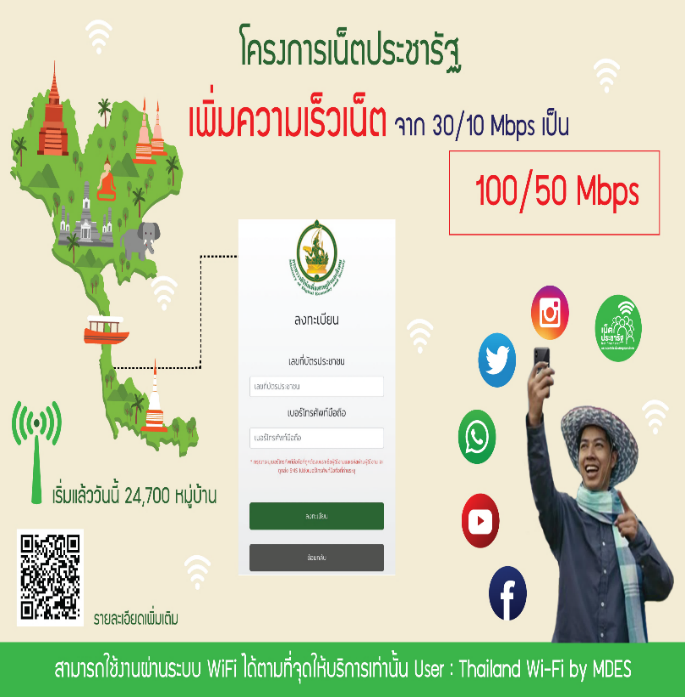 โครงการเน็ตประชารัฐ
เพิ่มความเร็วเน็ต จาก 30/10 Mbps เป็น
100/50 Mbps
ลงทะเบียน
เลขที่บัตรประชาชน
เลขที่บัตรประชาชน
เบอร์โทรศัพท์มือถือ
เบอร์โทรศัพท์มือถือ
ลงทะเบียน
ย้อนกลับ
เน็ต
ประชารัฐ
เริ่มแล้ววันนี้ 24,700 หมู่บ้าน
รายละเอียดเพิ่มเติม
สามารถใช้งานผ่านระบบ WiFi ได้ตามที่จุดให้บริการเท่านั้น User : Thailand Wi-Fi by MDES